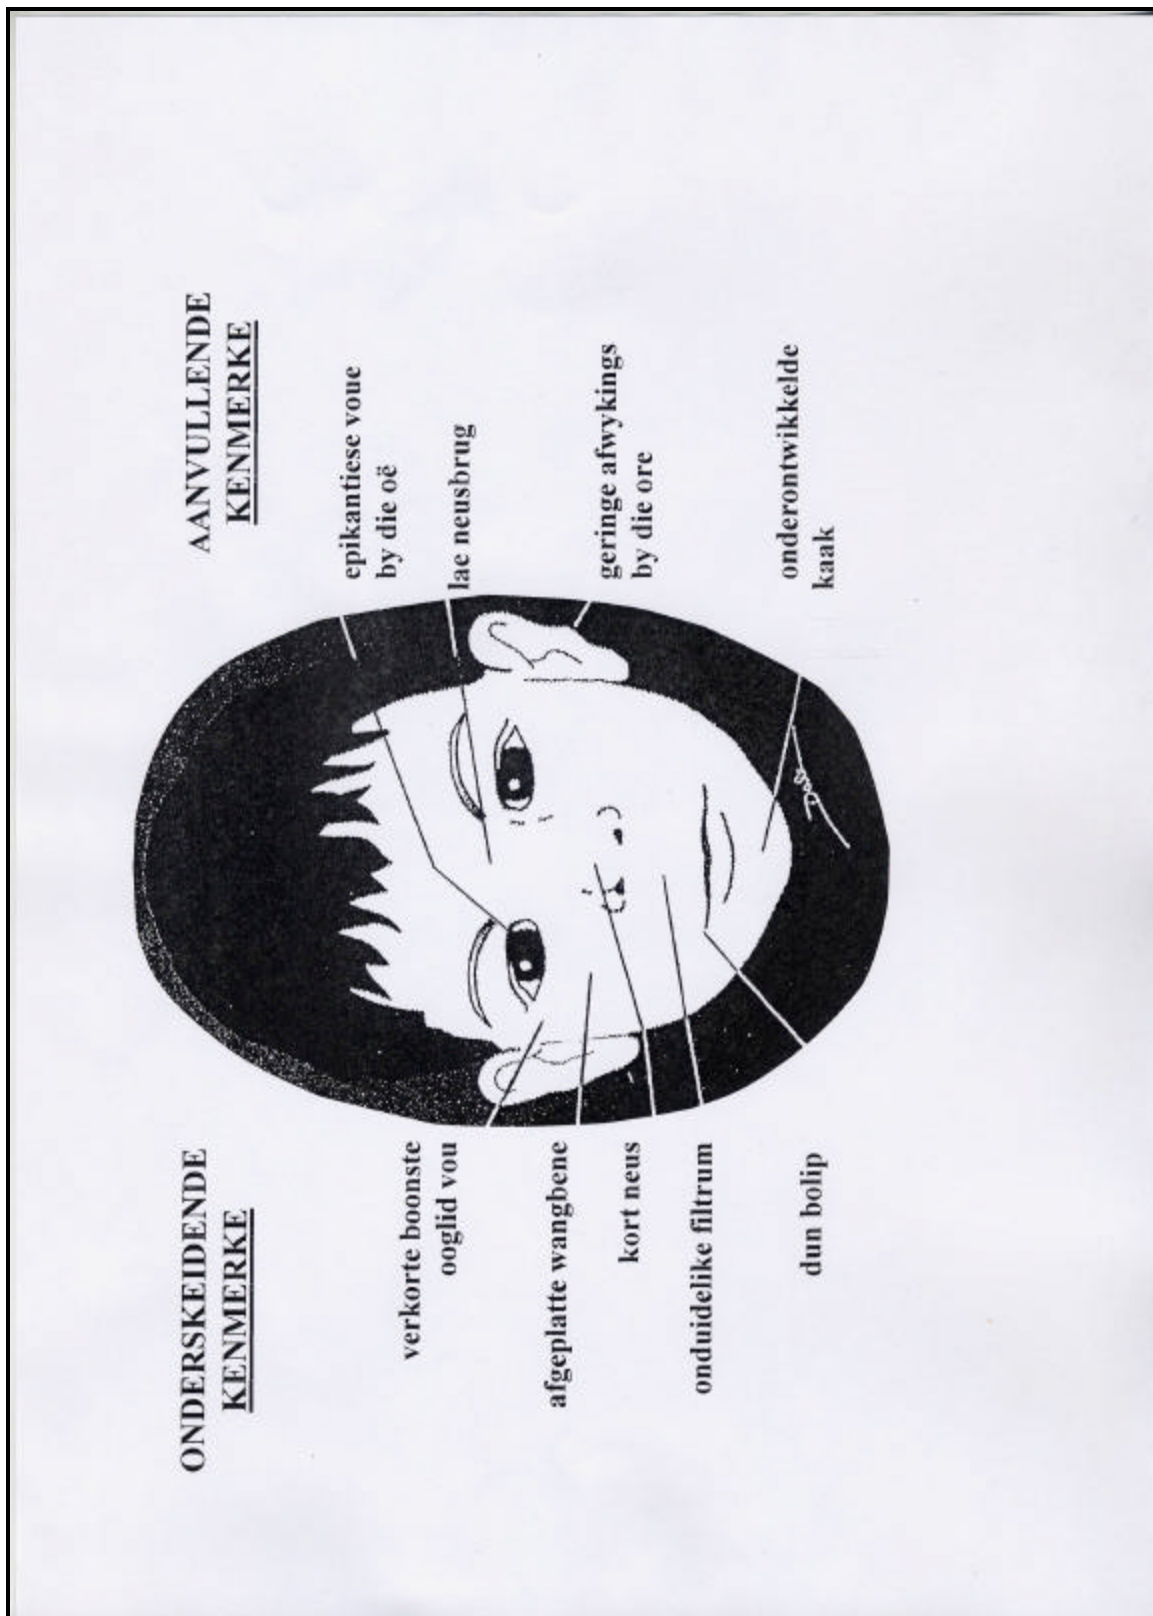 ONDERSKEIDENDE
KENMERKE
verkorte boonste
ooglid vou
afgeplatte wangbene
kort neus
onduidelike filtrum
dun bolip
AANVULLENDE
KENMERKE
epikantiese voue
by die oë
lae neusbrug
geringe afwykings
by die ore
onderontwikkelde
kaak